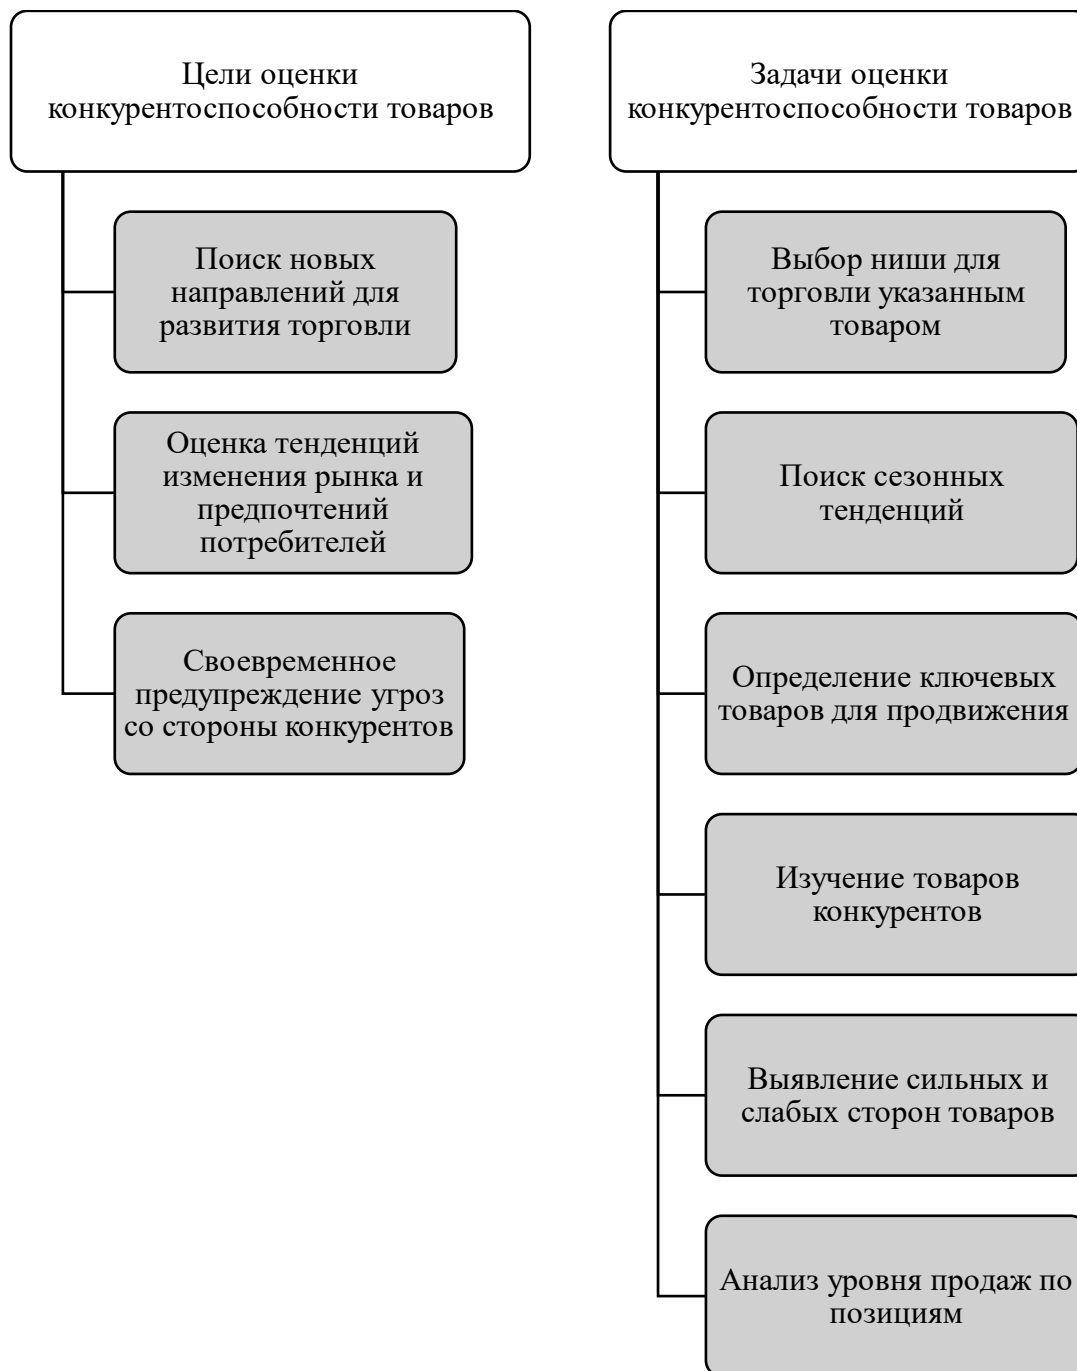 Цели оценки
конкурентоспособности товаров
Поиск новых
направлений для
развития торговли
Оценка тенденций
изменения рынка и
предпочтений
потребителей
Своевременное
предупреждение угроз
со стороны конкурентов
Задачи оценки
конкурентоспособности товаров
Выбор ниши для
торговли указанным
товаром
Поиск сезонных
тенденций
Определение ключевых
товаров для продвижения
Изучение товаров
конкурентов
Выявление сильных и
слабых сторон товаров
Анализ уровня продаж по
позициям